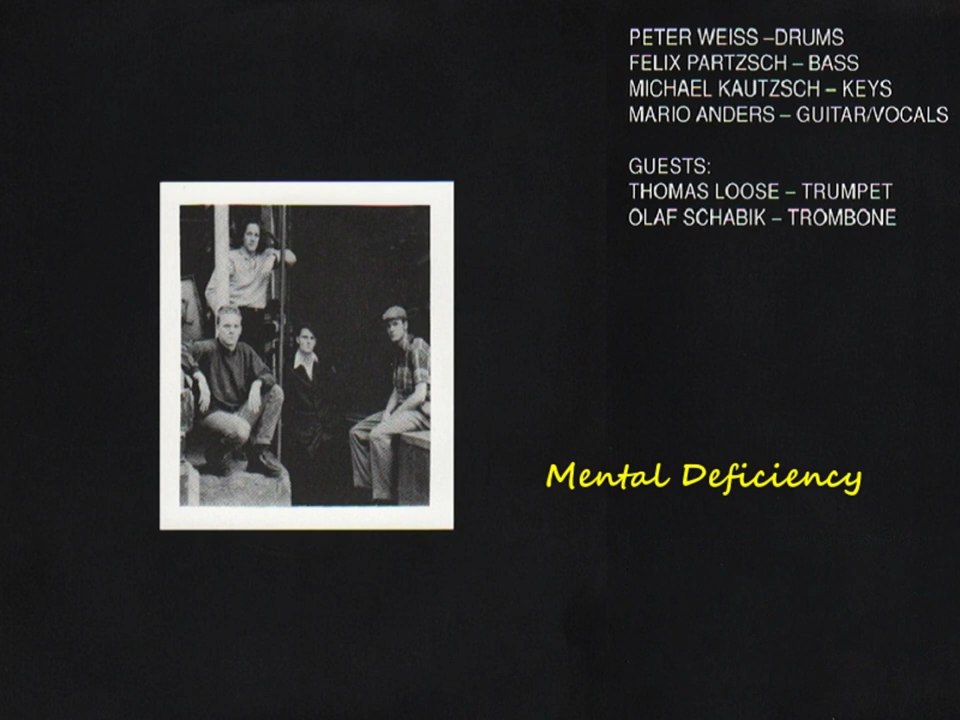 PETER WEISS –DRUMS
FELIX PARTZSCH – BASS
MICHAEL KAUTZSCH – KEYS
MARIO ANDERS – GUITAR/VOCALS
GUESTS:
THOMAS LOOSE – TRUMPET
OLAF SCHABIK – TROMBONE
Mental Deficiency